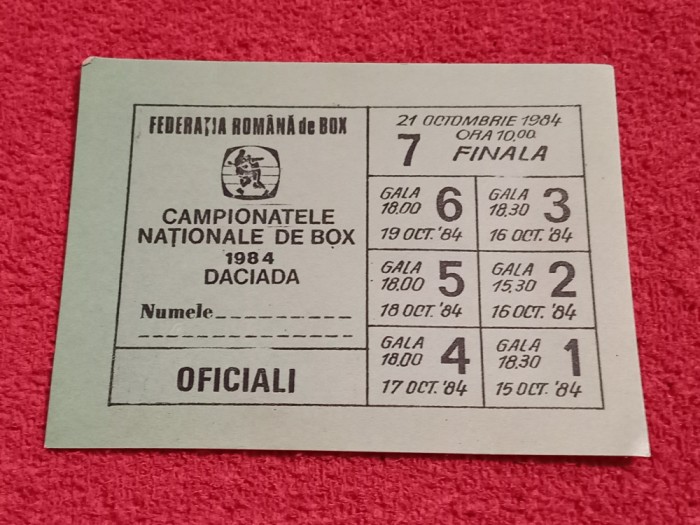 FEDERAȚIA ROMÂNĂ de BOX
CAMPIONATELE
NAȚIONALE DE BOX
1984
DACIADA
Numele
OFICIALI
21 OCTOMBRIE 1984
ORA 10,00
7 FINALA
GALA
18.00 6
19 OCT. '84
GALA
18.30 3
16 OCT. '84
GALA
18.00 5
18 OCT. '84
GALA
15,30 2
16 OCT. '84
GALA
18,00 4
17 OCT. '84
GALA
18.30 1
15 OCT. '84